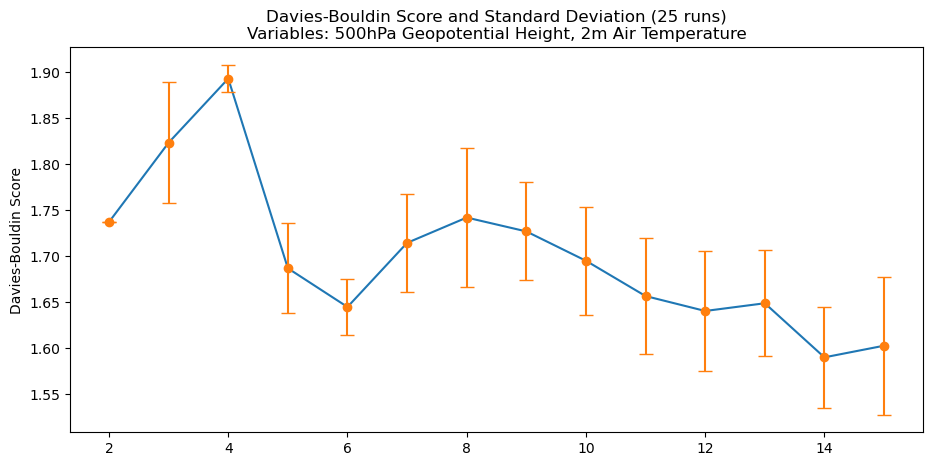 Davies-Bouldin Score and Standard Deviation (25 runs)
Variables: 500hPa Geopotential Height, 2m Air Temperature
Davies-Bouldin Score
1.90
1.85
1.80
1.75
1.70
1.65
1.60
1.55
2 4 6 8 10 12 14